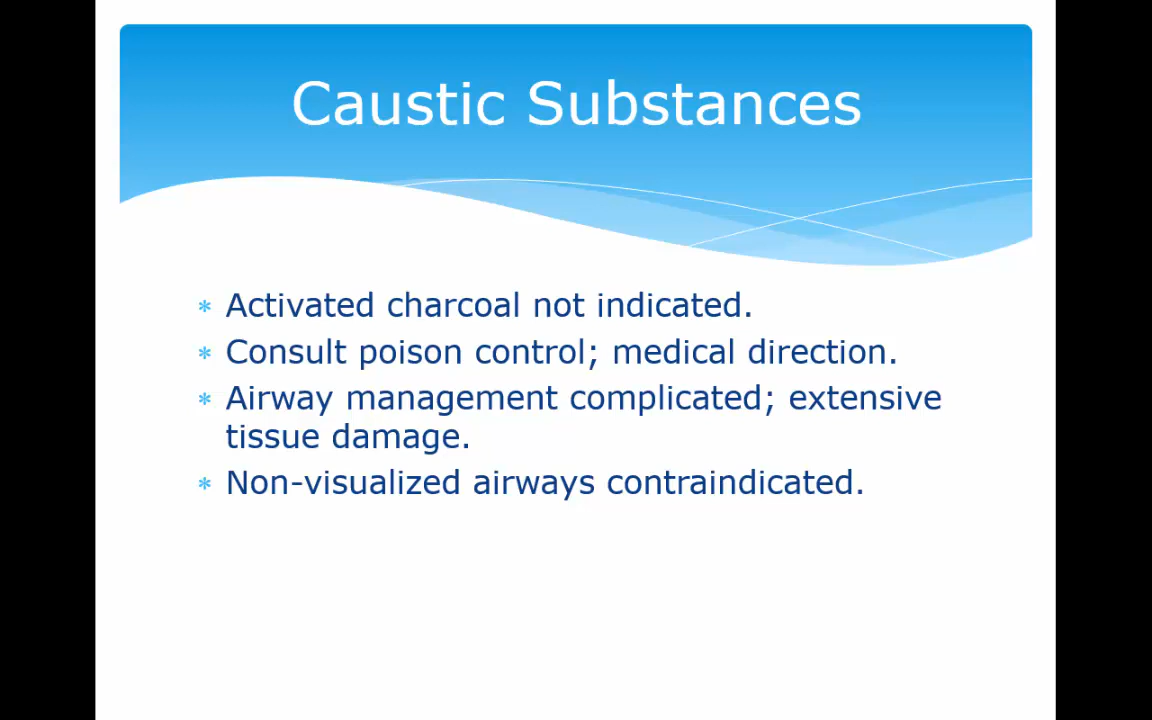 Caustic Substances
* Activated charcoal not indicated.
* Consult poison control; medical direction.
* Airway management complicated; extensive
tissue damage.
* Non-visualized airways contraindicated.